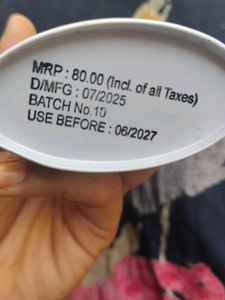 MRP : 80.00 (Incl. of all Taxes)
D/MFG : 07/2025
BATCH No.10
USE BEFORE : 06/2027